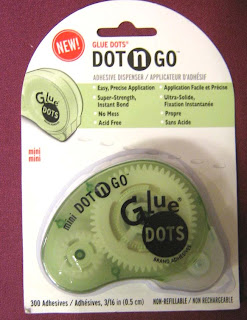 NEW!
GLUE DOTS®
DOT n GO™
ADHESIVE DISPENSER / APPLICATEUR D'ADHÉSIF
• Easy, Precise Application
• Super-Strength, Instant Bond
• No Mess
• Acid Free
• Application Facile et Précise
• Ultra-Solide, Fixation Instantanée
• Propre
• Sans Acide
Glue DOTS
mini
mini
mini DOT n GO™
Glue
DOTS
BRAND ADHESIVES
300 Adhesives / Adhésives, 3/16 in (0.5 cm)
NON-REFILLABLE / NON RECHARGEABLE